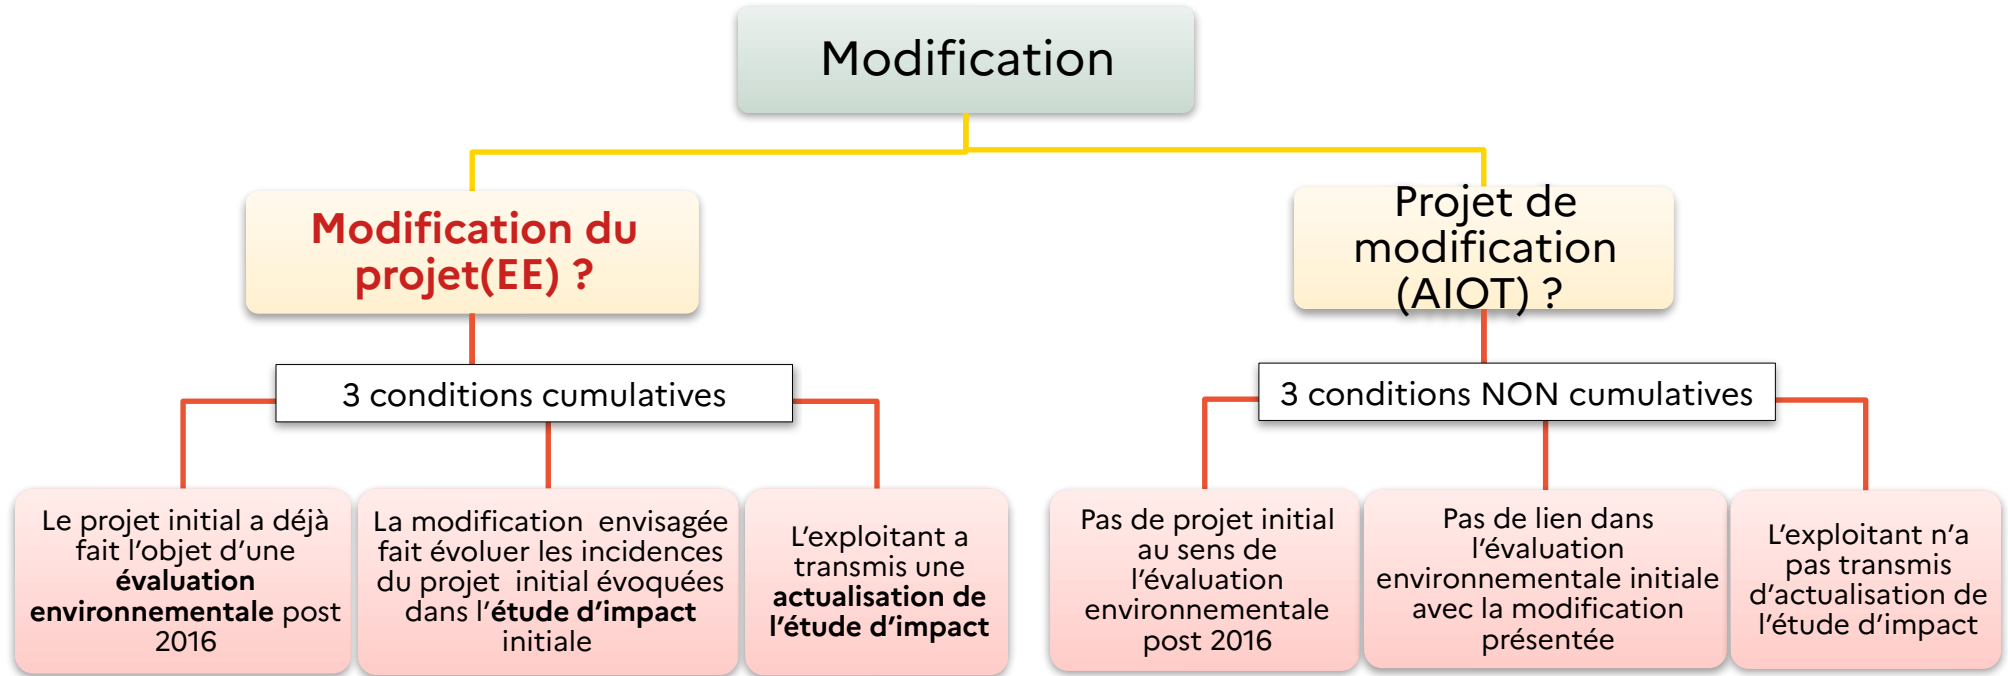 Modification
Modification du
projet(EE) ?
Projet de
modification
(AIOT) ?
3 conditions cumulatives
3 conditions NON cumulatives
Le projet initial a déjà
fait l’objet d’une
évaluation
environnementale post
2016
La modification envisagée
fait évoluer les incidences
du projet initial évoquées
dans l’étude d’impact
initiale
L’exploitant a
transmis une
actualisation de
l’étude d’impact
Pas de projet initial
au sens de
l’évaluation
environnementale
post 2016
Pas de lien dans
l’évaluation
environnementale initiale
avec la modification
présentée
L’exploitant n’a
pas transmis
d’actualisation de
l’étude d’impact